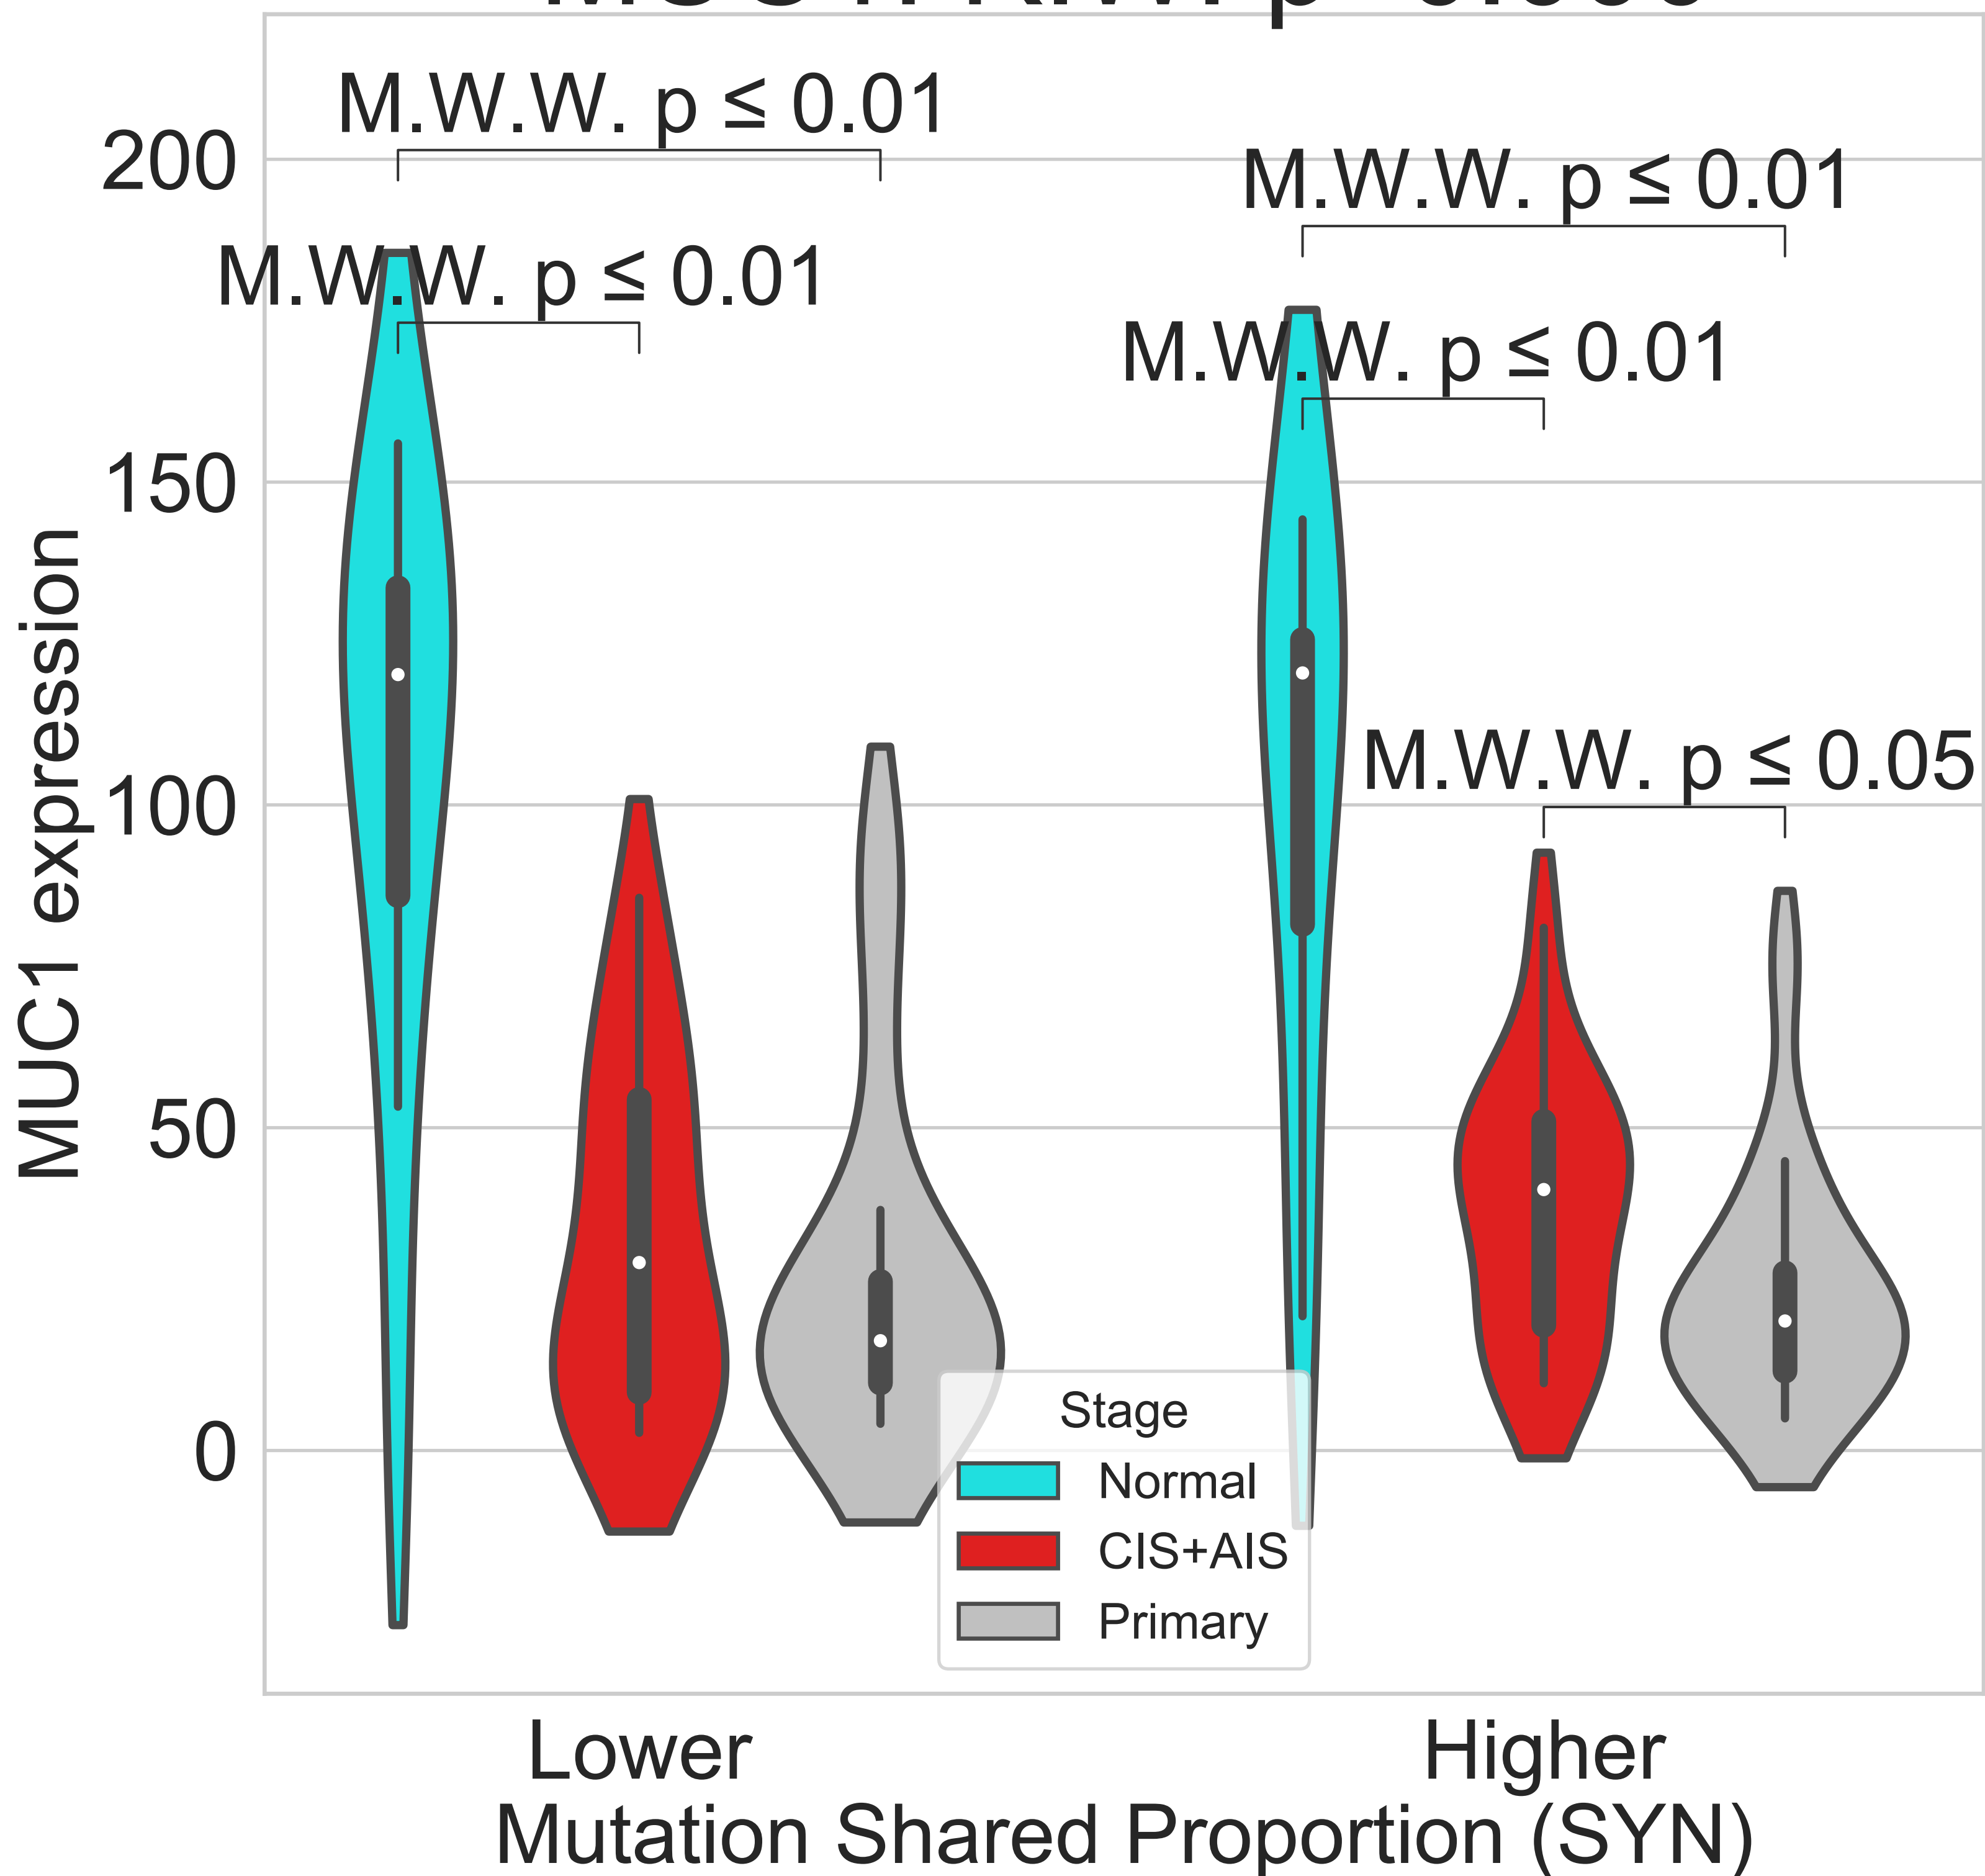 M.W.W. p ≤ 0.01
200
M.W.W. p ≤ 0.01
M.W.W. p ≤ 0.01
M.W.W. p ≤ 0.01
150
M.W.W. p ≤ 0.05
100
50
0
MUC1 expression
Stage
Normal
CIS+AIS
Primary
Lower
Higher
Mutation Shared Proportion (SYN)